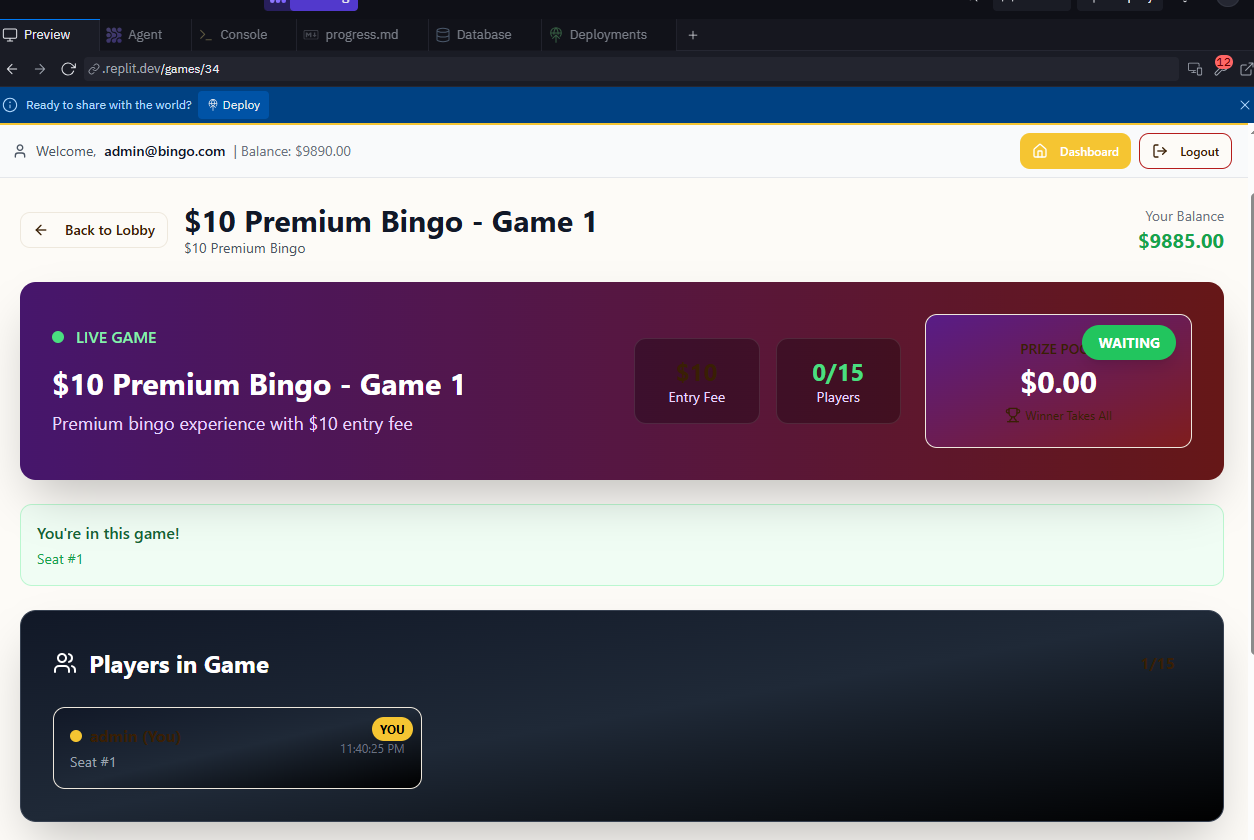 Preview
Agent
Console
progress.md
Database
Deployments
.replit.dev/games/34
12
Ready to share with the world?
Deploy
Welcome, admin@bingo.com | Balance: $9890.00
Dashboard
Logout
Back to Lobby
$10 Premium Bingo - Game 1
$10 Premium Bingo
Your Balance
$9885.00
LIVE GAME
$10 Premium Bingo - Game 1
Premium bingo experience with $10 entry fee
$10
Entry Fee
0/15
Players
PRIZE PO
WAITING
$0.00
Winner Takes All
You're in this game!
Seat #1
Players in Game
1/15
admin (You)
YOU
Seat #1
11:40:25 PM